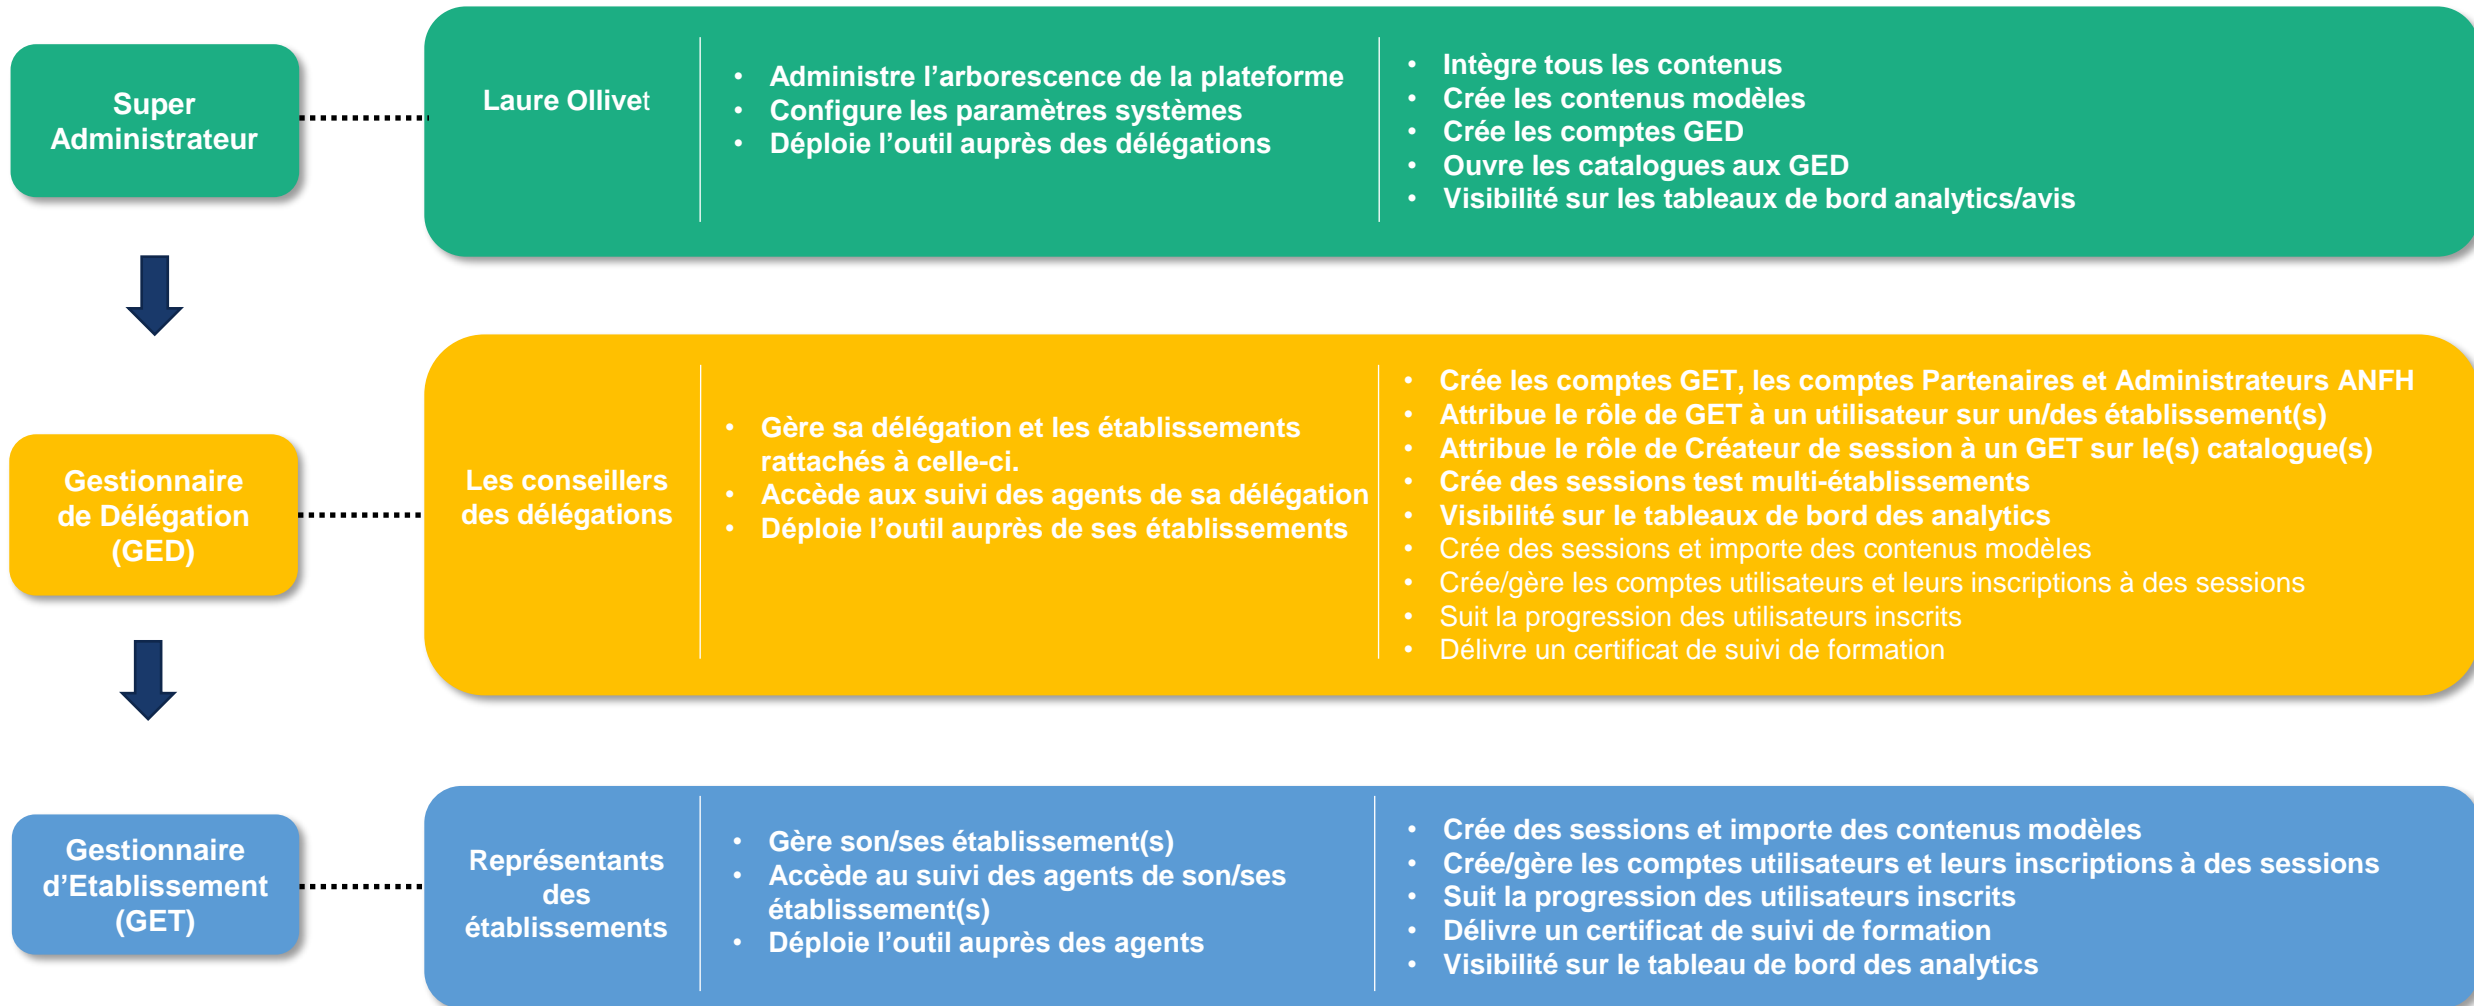 Super
Administrateur
Laure Ollivet
• Administre l’arborescence de la plateforme
• Configure les paramètres systèmes
• Déploie l’outil auprès des délégations
• Intègre tous les contenus
• Crée les contenus modèles
• Crée les comptes GED
• Ouvre les catalogues aux GED
• Visibilité sur les tableaux de bord analytics/avis
Gestionnaire
de Délégation
(GED)
Les conseillers
des délégations
• Gère sa délégation et les établissements
rattachés à celle-ci.
• Accède aux suivi des agents de sa délégation
• Déploie l’outil auprès de ses établissements
• Crée les comptes GET, les comptes Partenaires et Administrateurs ANFH
• Attribue le rôle de GET à un utilisateur sur un/des établissement(s)
• Attribue le rôle de Créateur de session à un GET sur le(s) catalogue(s)
• Crée des sessions test multi-établissements
• Visibilité sur le tableaux de bord des analytics
• Crée des sessions et importe des contenus modèles
• Crée/gère les comptes utilisateurs et leurs inscriptions à des sessions
• Suit la progression des utilisateurs inscrits
• Délivre un certificat de suivi de formation
Gestionnaire
d’Etablissement
(GET)
Représentants
des
établissements
• Gère son/ses établissement(s)
• Accède au suivi des agents de son/ses
établissement(s)
• Déploie l’outil auprès des agents
• Crée des sessions et importe des contenus modèles
• Crée/gère les comptes utilisateurs et leurs inscriptions à des sessions
• Suit la progression des utilisateurs inscrits
• Délivre un certificat de suivi de formation
• Visibilité sur le tableau de bord des analytics